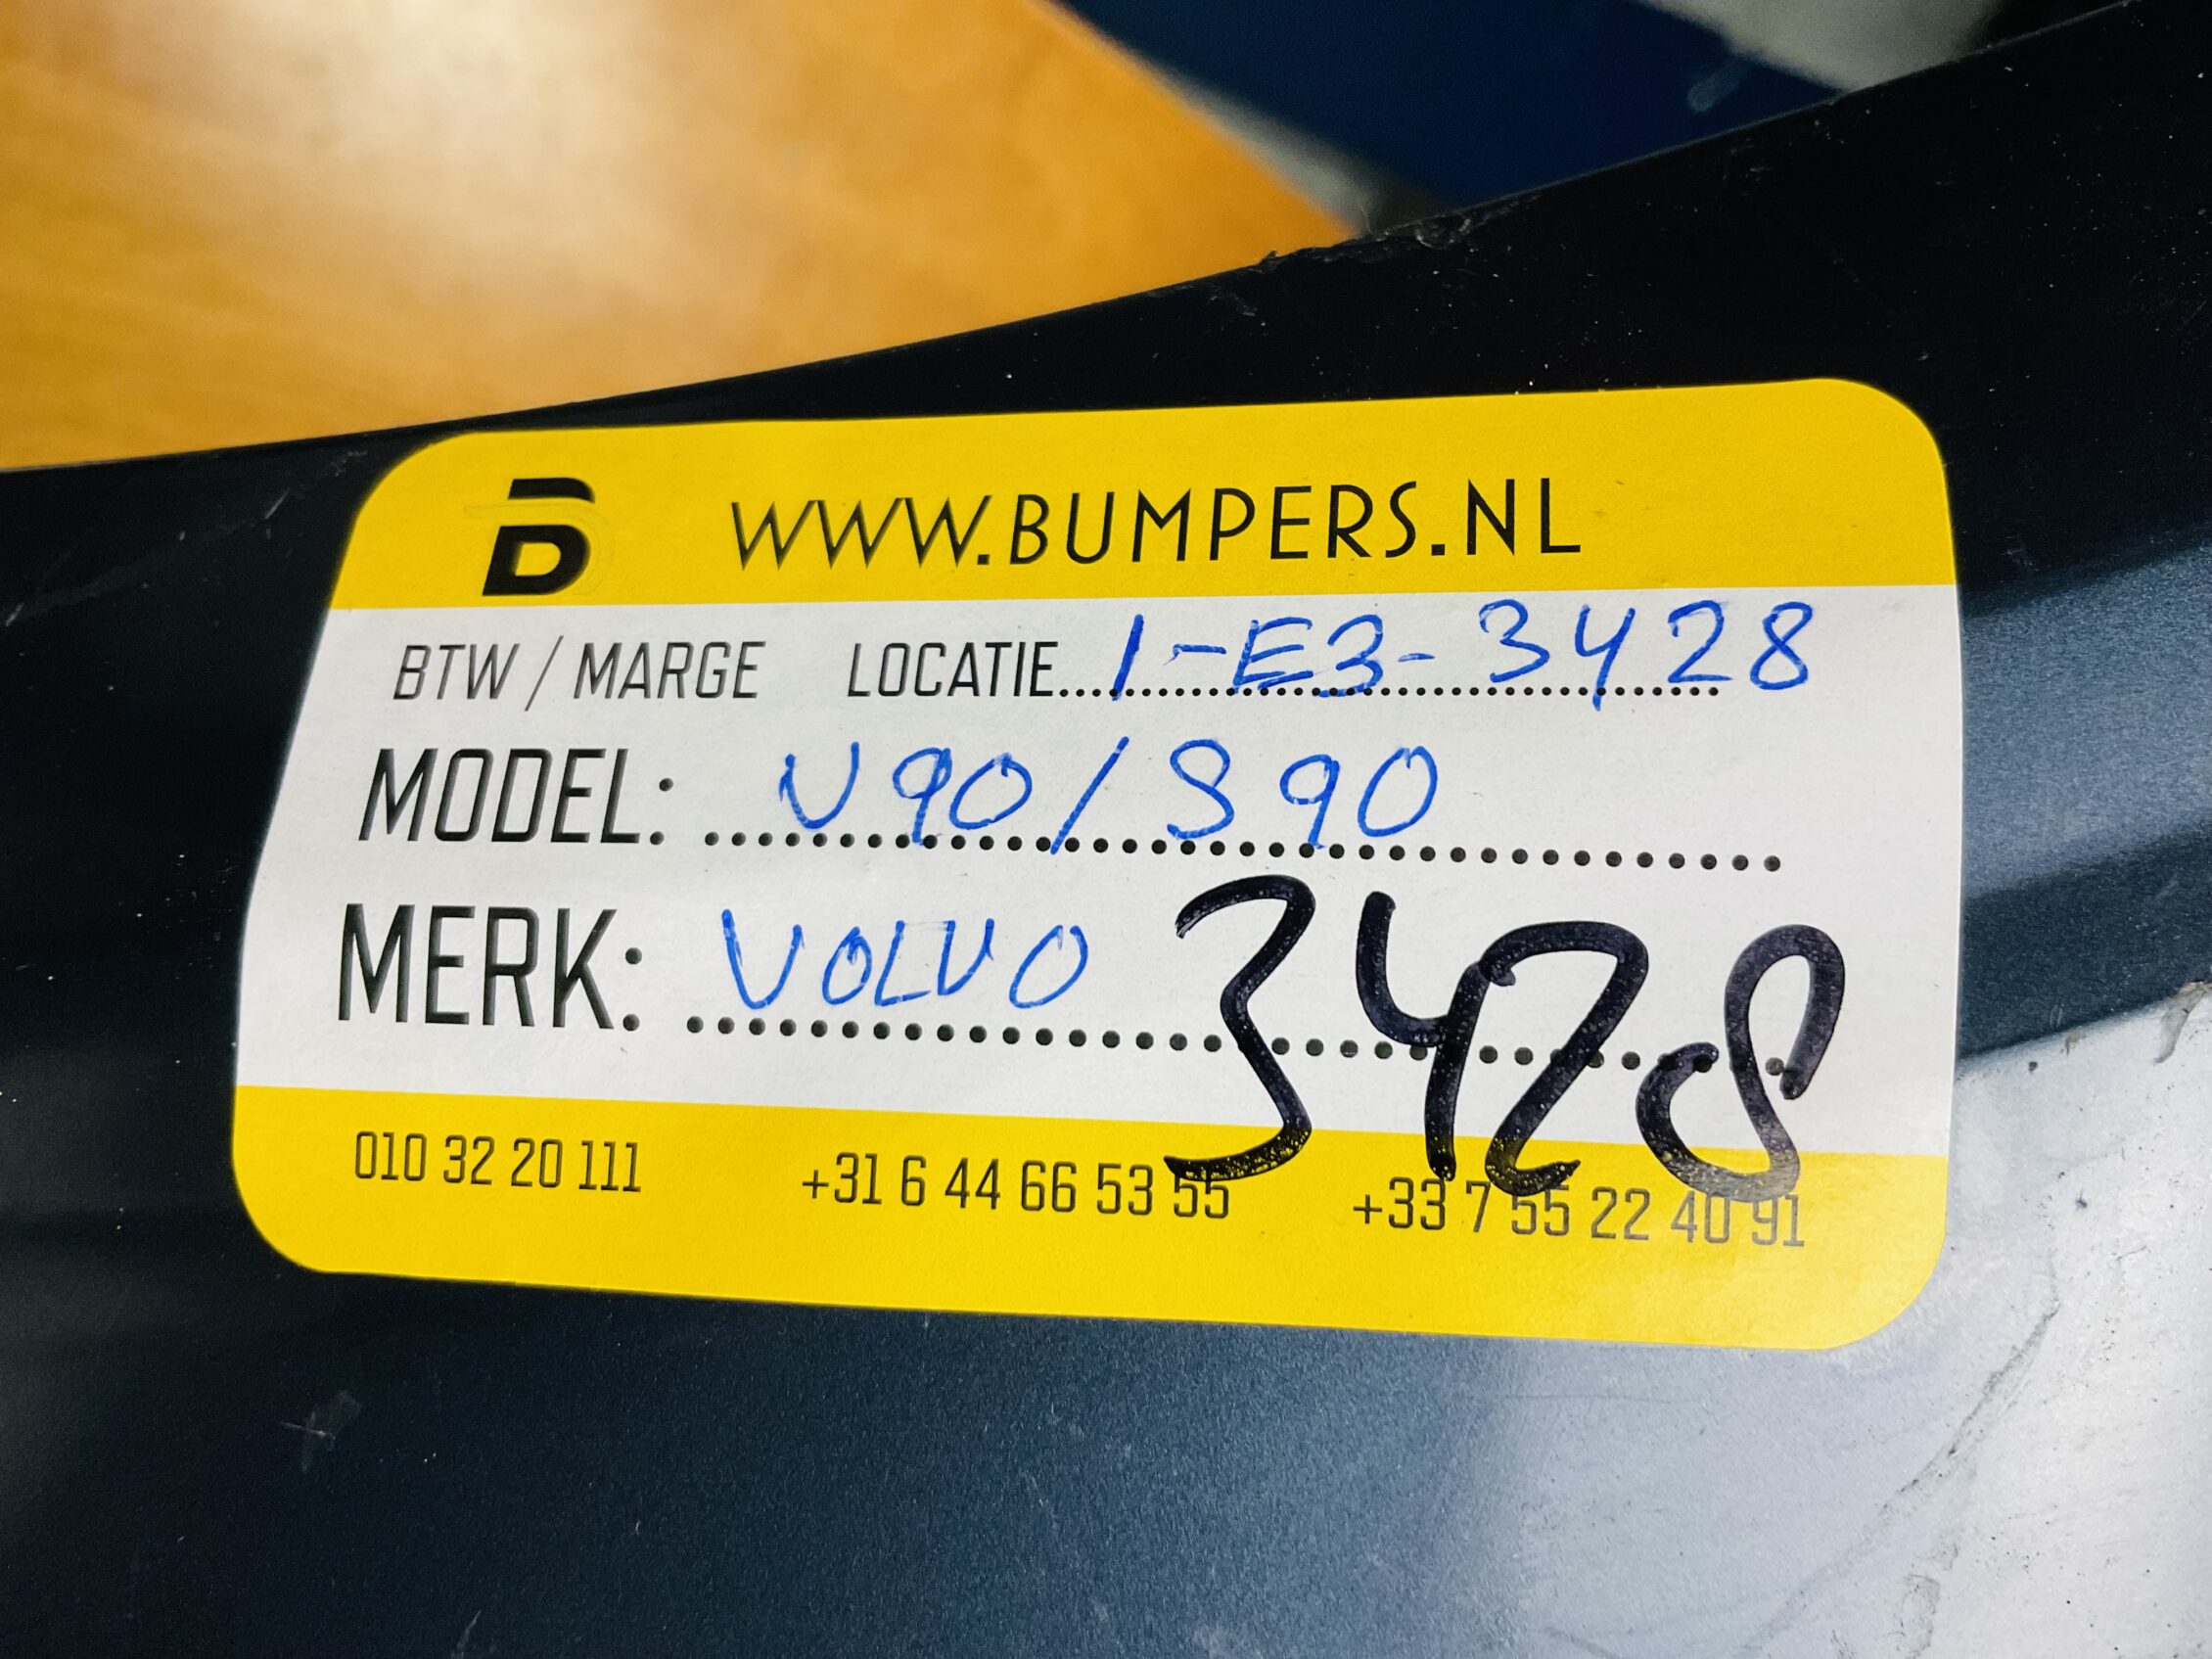 B WWW.BUMPERS.NL
BTW / MARGE LOCATIE 1-E3-3428
MODEL: V90/S90
MERK: VOLVO 3428
010 32 20 111 +31 6 44 66 53 55 +33 7 55 22 40 91